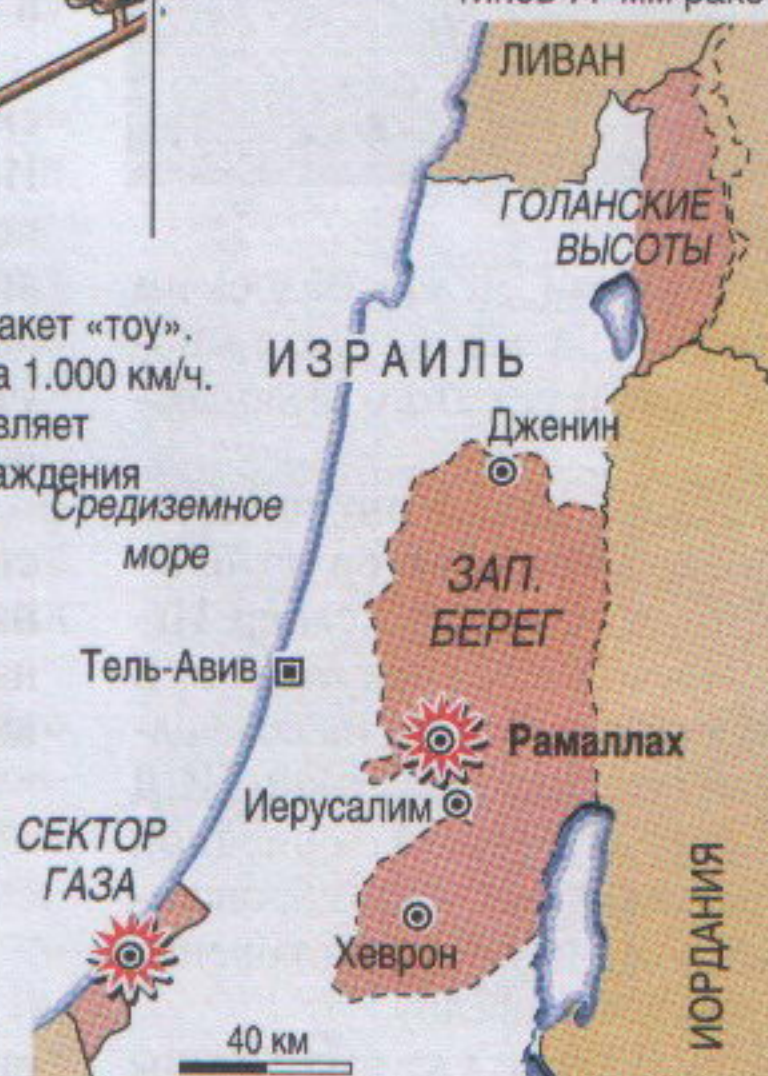 ЛИВАН
ГОЛАНСКИЕ
ВЫСОТЫ
акет «тоу».
а 1.000 км/ч.
вляет
аждения
ИЗРАИЛЬ
Дженин
Средиземное
море
ЗАП.
БЕРЕГ
Тель-Авив
Рамаллах
Иерусалим
СЕКТОР
ГАЗА
Хеврон
ИОРДАНИЯ
40 км